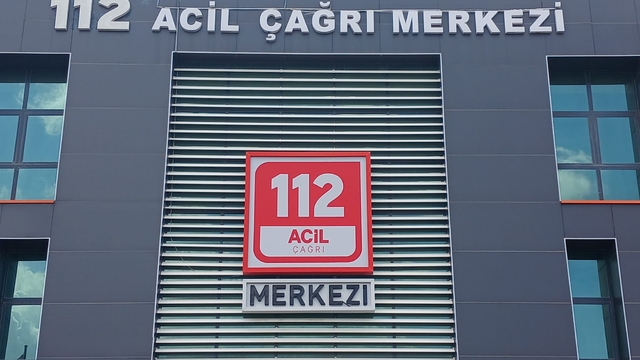 112 ACİL ÇAĞRI MERKEZİ
112
ACİL
ÇAĞRI
MERKEZI